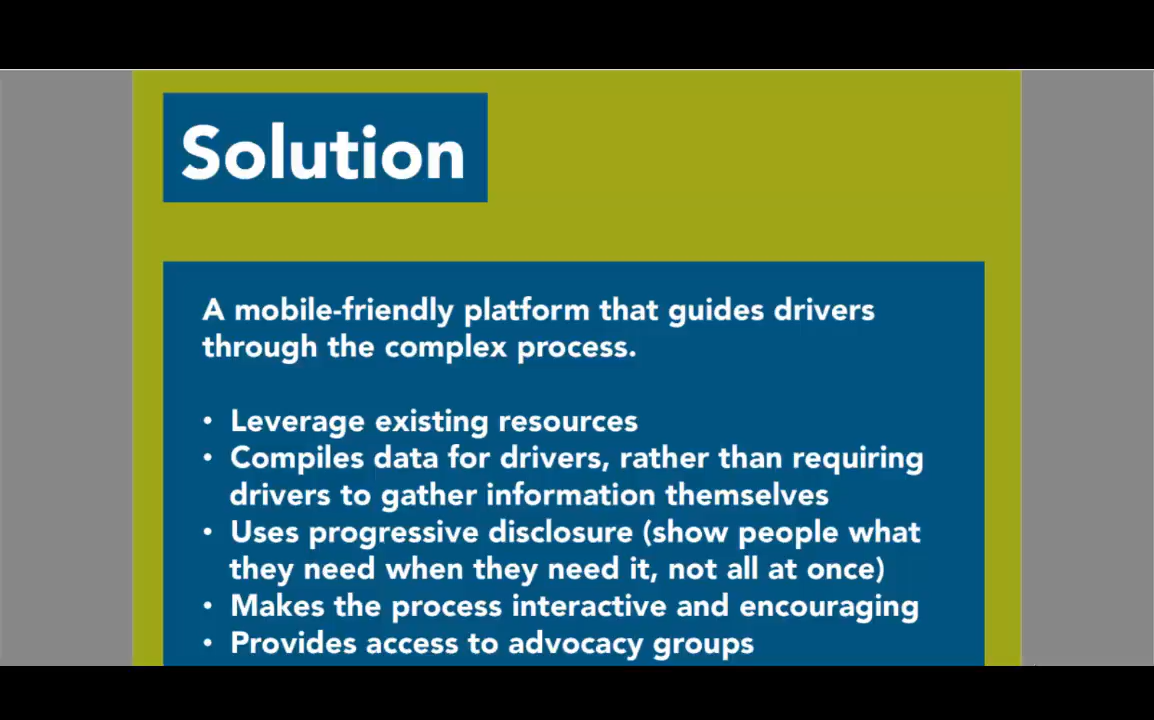 Solution
A mobile-friendly platform that guides drivers
through the complex process.
• Leverage existing resources
• Compiles data for drivers, rather than requiring
drivers to gather information themselves
• Uses progressive disclosure (show people what
they need when they need it, not all at once)
• Makes the process interactive and encouraging
• Provides access to advocacy groups